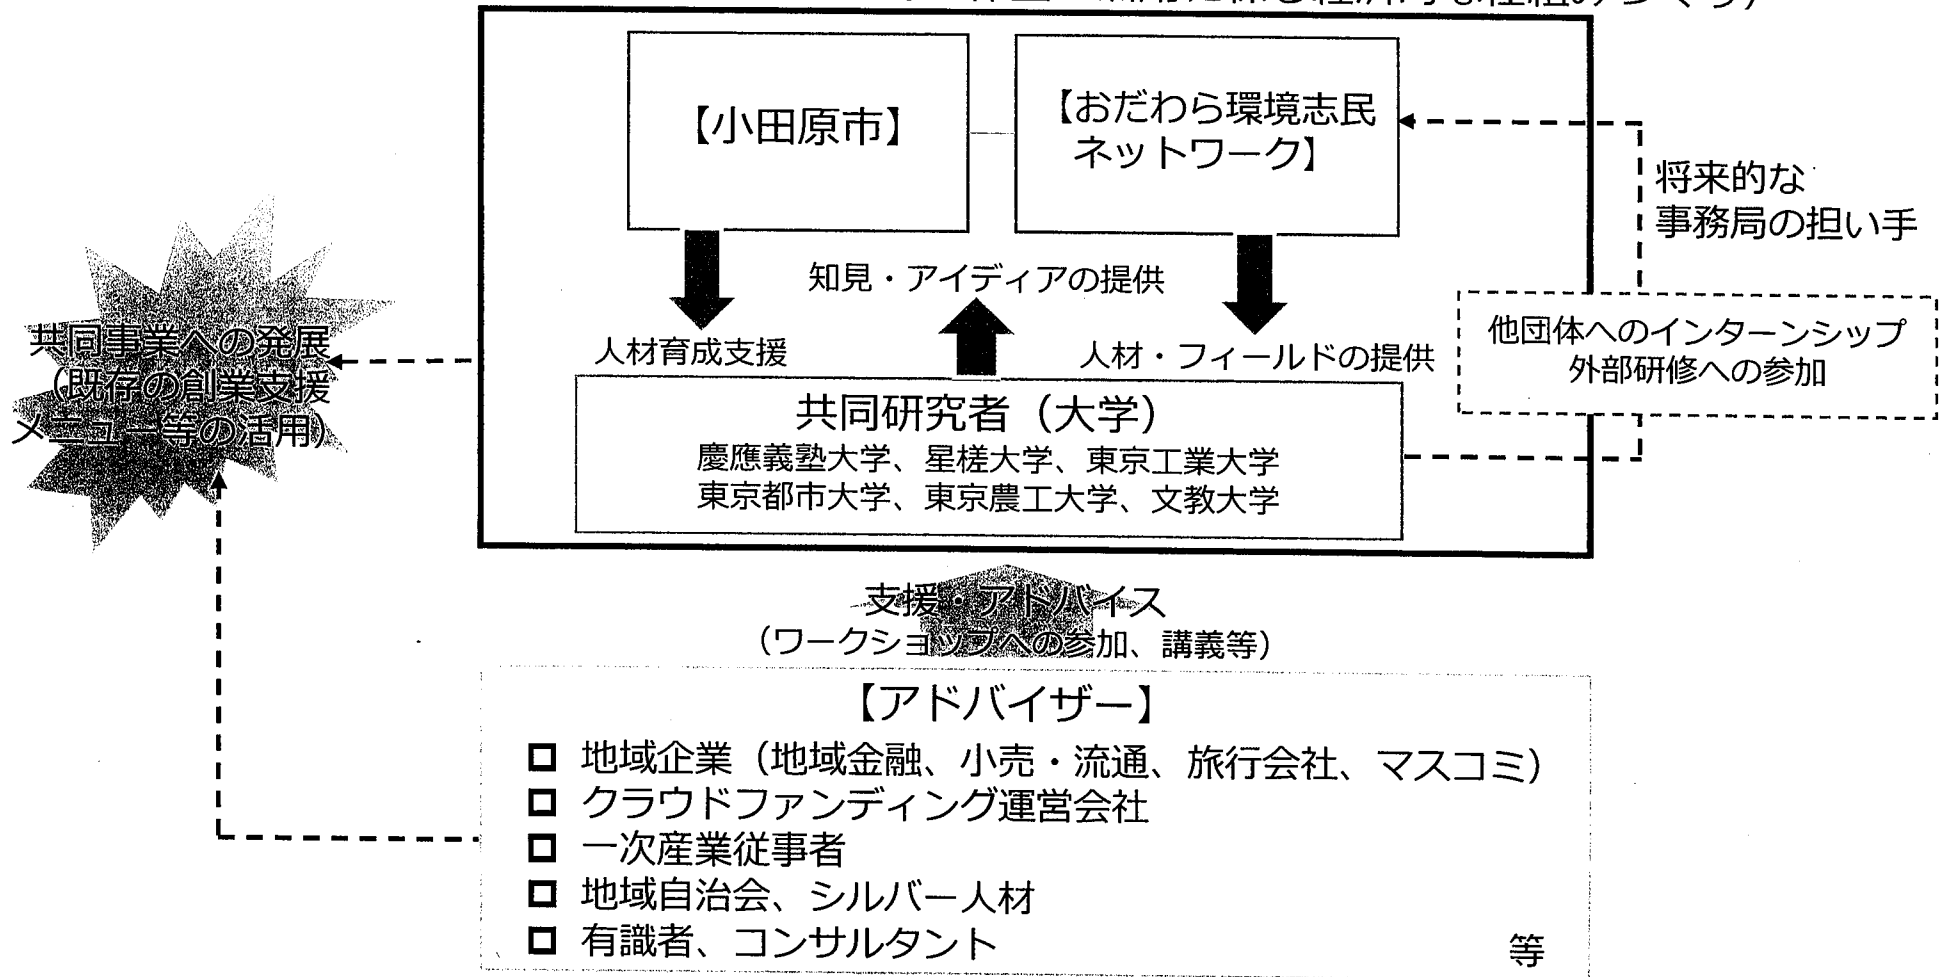 経済的な仕組みづくり）
【小田原市】
【おだわら環境志民
ネットワーク】
将来的な
事務局の担い手
知見・アイディアの提供
人材育成支援
人材・フィールドの提供
他団体へのインターンシップ
外部研修への参加
共同事業への発展
（既存の創業支援
メニュー等の活用）
共同研究者（大学）
慶應義塾大学、星槎大学、東京工業大学
東京都市大学、東京農工大学、文教大学
支援・アドバイス
（ワークショップへの参加、講義等）
【アドバイザー】
地域企業（地域金融、小売・流通、旅行会社、マスコミ）
クラウドファンディング運営会社
一次産業従事者
地域自治会、シルバー人材
有識者、コンサルタント
等